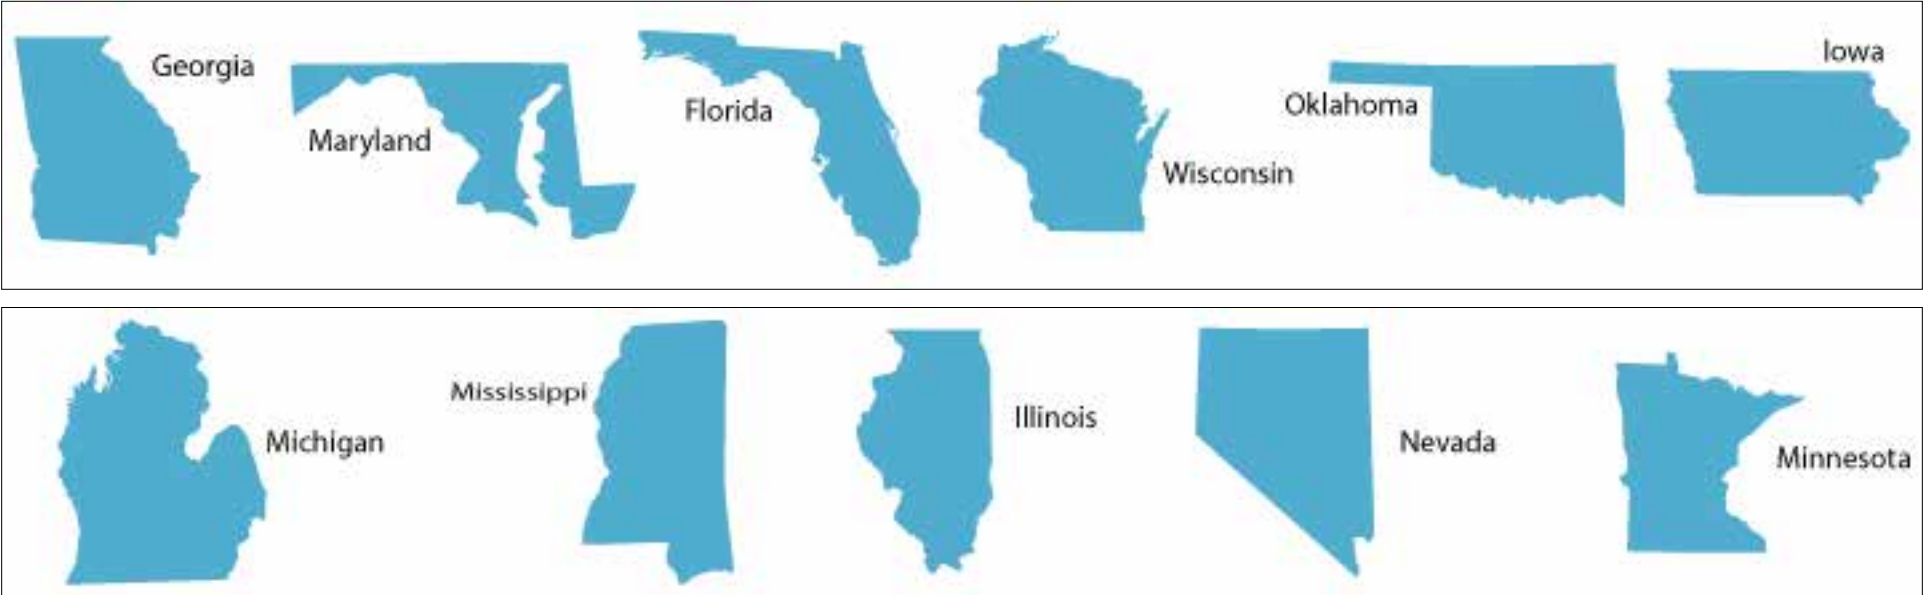 Georgia
Maryland
Florida
Wisconsin
Oklahoma
Iowa
Michigan
Mississippi
Illinois
Nevada
Minnesota